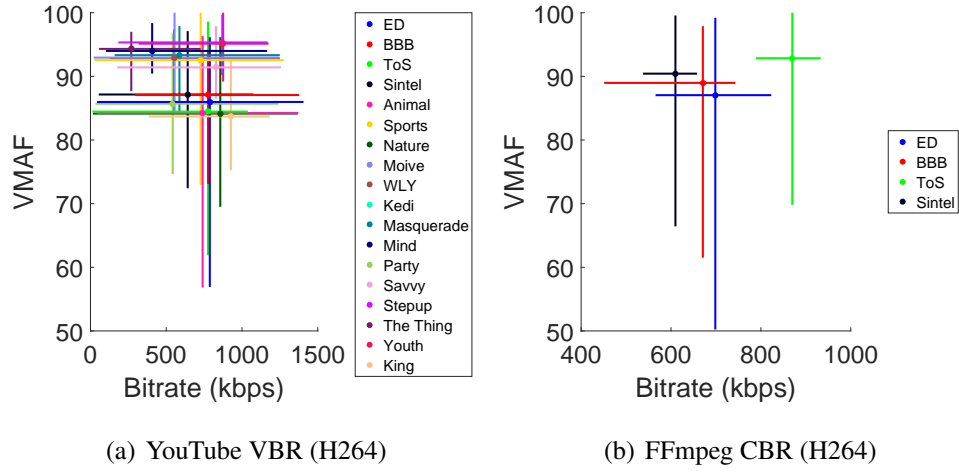 VMAF
100
90
80
70
60
50
0
500
1000
1500
Bitrate (kbps)
ED
BBB
ToS
Sintel
Animal
Sports
Nature
Moive
WLY
Kedi
Masquerade
Mind
Party
Savvy
Stepup
The Thing
Youth
King
(a) YouTube VBR (H264)
VMAF
100
90
80
70
60
50
400
600
800
1000
Bitrate (kbps)
ED
BBB
ToS
Sintel
(b) FFmpeg CBR (H264)